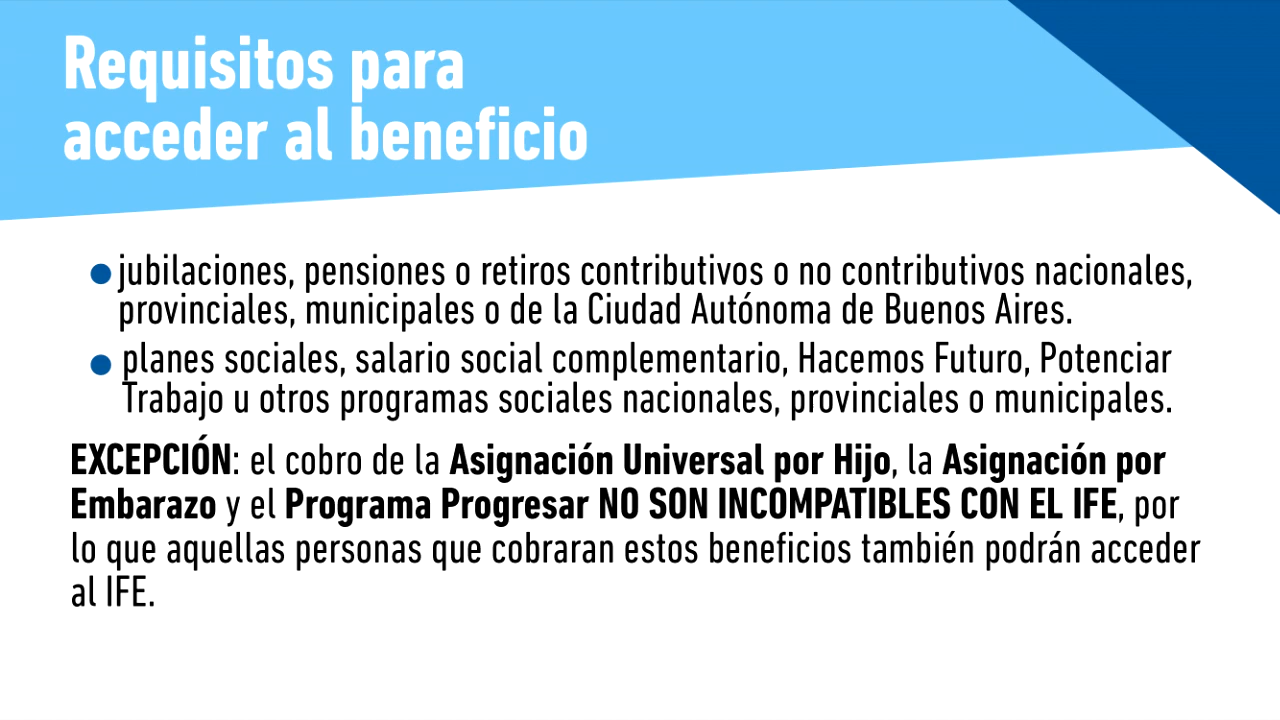 Requisitos para
acceder al beneficio
● jubilaciones, pensiones o retiros contributivos o no contributivos nacionales,
provinciales, municipales o de la Ciudad Autónoma de Buenos Aires.
● planes sociales, salario social complementario, Hacemos Futuro, Potenciar
Trabajo u otros programas sociales nacionales, provinciales o municipales.
EXCEPCIÓN: el cobro de la Asignación Universal por Hijo, la Asignación por
Embarazo y el Programa Progresar NO SON INCOMPATIBLES CON EL IFE, por
lo que aquellas personas que cobraran estos beneficios también podrán acceder
al IFE.